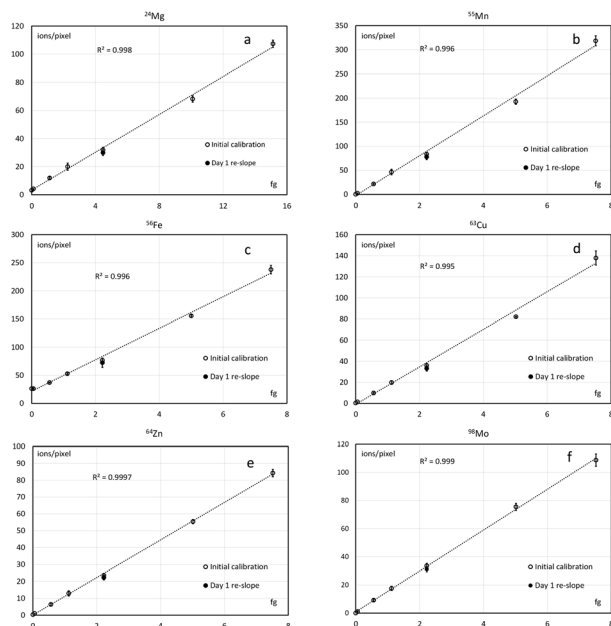 ²⁴Mg
ions/pixel
a
R² = 0.998
120
100
80
60
40
20
0
Initial calibration
Day 1 re-slope
fg
0 4 8 12 16
⁵⁵Mn
ions/pixel
b
R² = 0.996
350
300
250
200
150
100
50
0
Initial calibration
Day 1 re-slope
fg
0 2 4 6 8
⁵⁶Fe
ions/pixel
c
R² = 0.996
300
250
200
150
100
50
0
Initial calibration
Day 1 re-slope
fg
0 2 4 6 8
⁶³Cu
ions/pixel
d
R² = 0.995
160
140
120
100
80
60
40
20
0
Initial calibration
Day 1 re-slope
fg
0 2 4 6 8
⁶⁴Zn
ions/pixel
e
R² = 0.9997
100
90
80
70
60
50
40
30
20
10
0
Initial calibration
Day 1 re-slope
fg
0 2 4 6 8
⁹⁸Mo
ions/pixel
f
R² = 0.999
120
100
80
60
40
20
0
Initial calibration
Day 1 re-slope
fg
0 2 4 6 8